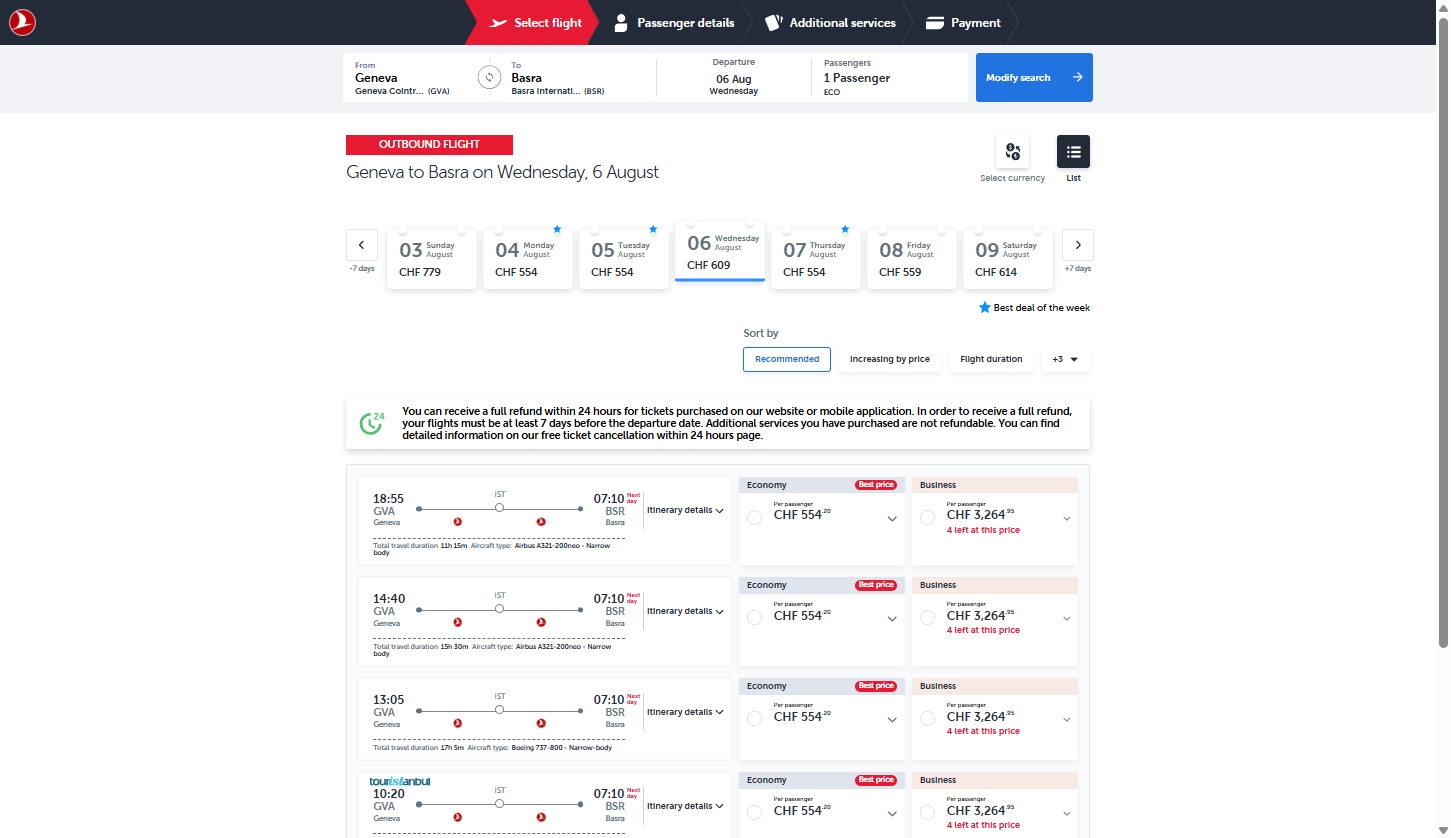 Select flight
Passenger details
Additional services
Payment
From
Geneva
Geneva Cointr... (GVA)
To
Basra
Basra Internati... (BSR)
Departure
06 Aug
Wednesday
Passengers
1 Passenger
ECO
Modify search
OUTBOUND FLIGHT
Geneva to Basra on Wednesday, 6 August
Select currency
List
-7 days
03 Sunday August
CHF 779
04 Monday August
CHF 554
05 Tuesday August
CHF 554
06 Wednesday August
CHF 609
07 Thursday August
CHF 554
08 Friday August
CHF 559
09 Saturday August
CHF 614
+7 days
Best deal of the week
Sort by
Recommended
Increasing by price
Flight duration
+3
24
You can receive a full refund within 24 hours for tickets purchased on our website or mobile application. In order to receive a full refund,
your flights must be at least 7 days before the departure date. Additional services you have purchased are not refundable. You can find
detailed information on our free ticket cancellation within 24 hours page.
18:55
GVA
Geneva
IST
07:10 Next day
BSR
Basra
Itinerary details
Total travel duration 11h 15m Aircraft type: Airbus A321-200neo - Narrow
body
Economy
Best price
Per passenger
CHF 554.20
Business
Per passenger
CHF 3,264.95
4 left at this price
14:40
GVA
Geneva
IST
07:10 Next day
BSR
Basra
Itinerary details
Total travel duration 15h 30m Aircraft type: Airbus A321-200neo - Narrow
body
Economy
Best price
Per passenger
CHF 554.20
Business
Per passenger
CHF 3,264.95
4 left at this price
13:05
GVA
Geneva
IST
07:10 Next day
BSR
Basra
Itinerary details
Total travel duration 17h 5m Aircraft type: Boeing 737-800 - Narrow-body
Economy
Best price
Per passenger
CHF 554.20
Business
Per passenger
CHF 3,264.95
4 left at this price
touristanbul
10:20
GVA
Geneva
IST
07:10 Next day
BSR
Basra
Itinerary details
Economy
Best price
Per passenger
CHF 554.20
Business
Per passenger
CHF 3,264.95
4 left at this price